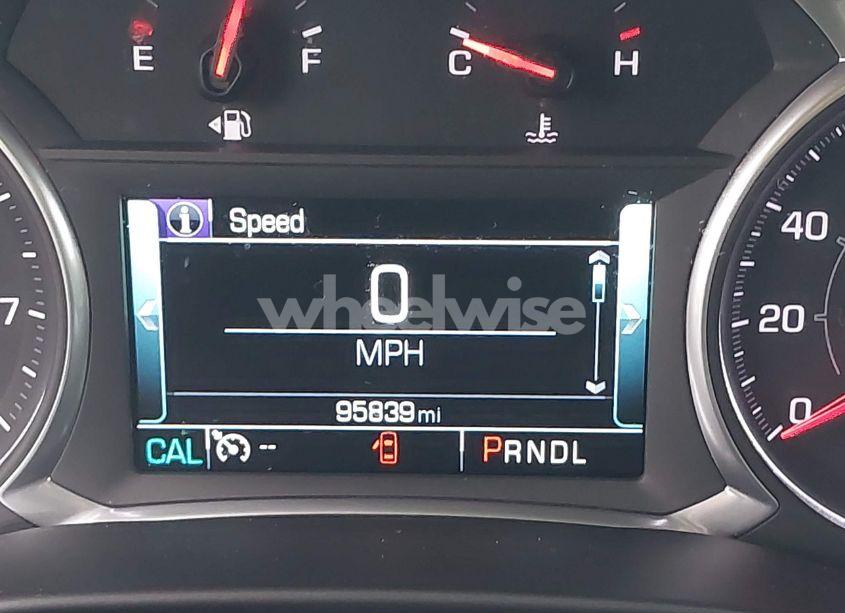 E F C H
Speed
0
wheelwise
MPH
95839 mi
CAL -- PRNDL
7
40
20
0